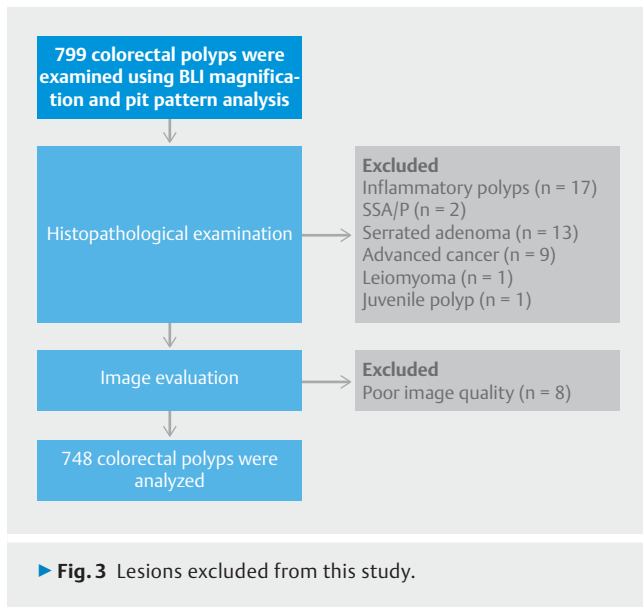 799 colorectal polyps were
examined using BLI magnifica-
tion and pit pattern analysis
Histopathological examination
Excluded
Inflammatory polyps (n = 17)
SSA/P (n = 2)
Serrated adenoma (n = 13)
Advanced cancer (n = 9)
Leiomyoma (n = 1)
Juvenile polyp (n = 1)
Image evaluation
Excluded
Poor image quality (n = 8)
748 colorectal polyps were
analyzed
▶ Fig. 3 Lesions excluded from this study.